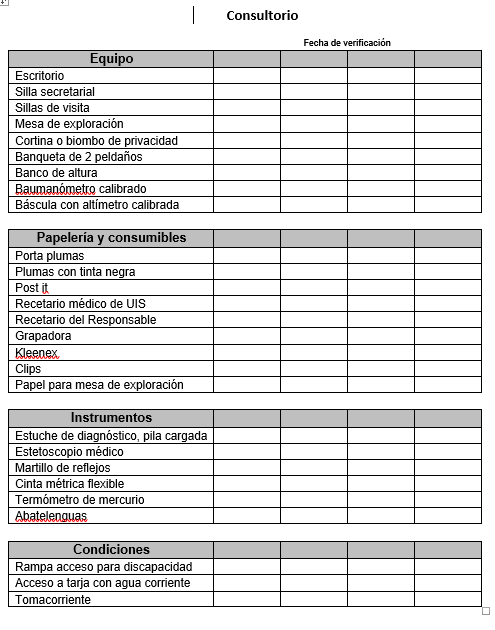 Consultorio
Fecha de verificación
Equipo
Escritorio
Silla secretarial
Sillas de visita
Mesa de exploración
Cortina o biombo de privacidad
Banqueta de 2 peldaños
Banco de altura
Baumanómetro calibrado
Báscula con altímetro calibrada
Papelería y consumibles
Porta plumas
Plumas con tinta negra
Post it
Recetario médico de UIS
Recetario del Responsable
Grapadora
Kleenex
Clips
Papel para mesa de exploración
Instrumentos
Estuche de diagnóstico, pila cargada
Estetoscopio médico
Martillo de reflejos
Cinta métrica flexible
Termómetro de mercurio
Abatelenguas
Condiciones
Rampa acceso para discapacidad
Acceso a tarja con agua corriente
Tomacorriente